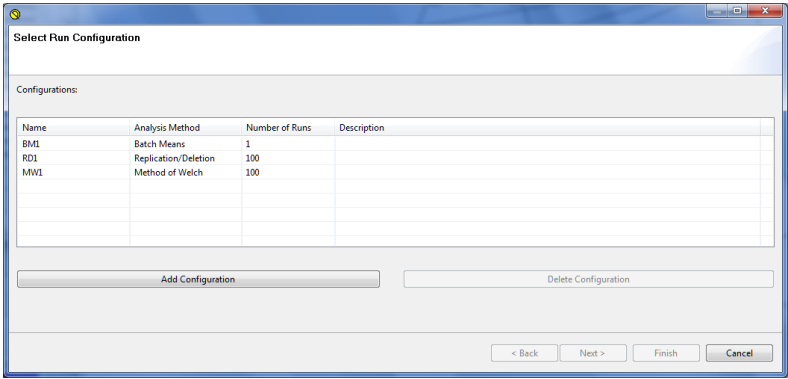 Select Run Configuration
Configurations:
Name Analysis Method Number of Runs Description
BM1 Batch Means 1
RD1 Replication/Deletion 100
MW1 Method of Welch 100
Add Configuration Delete Configuration
< Back Next > Finish Cancel